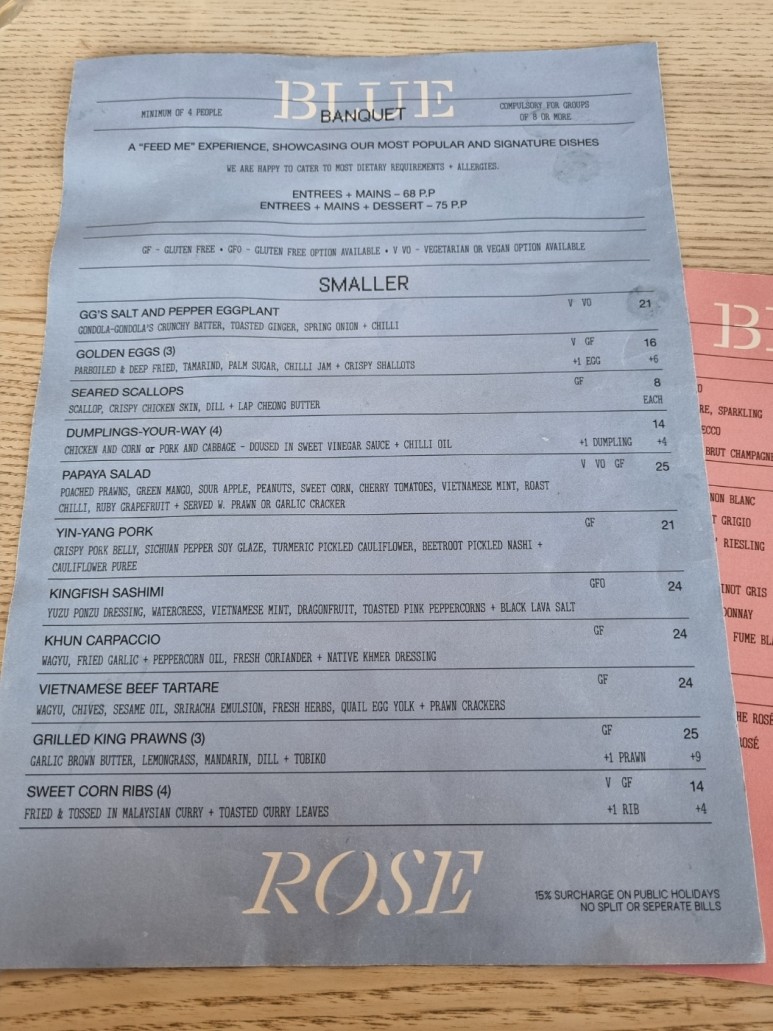 BLUE
MINIMUM OF 4 PEOPLE
BANQUET
COMPULSORY FOR GROUPS
OF 8 OR MORE
A "FEED ME" EXPERIENCE, SHOWCASING OUR MOST POPULAR AND SIGNATURE DISHES
WE ARE HAPPY TO CATER TO MOST DIETARY REQUIREMENTS + ALLERGIES.
ENTREES + MAINS – 68 P.P
ENTREES + MAINS + DESSERT – 75 P.P
GF - GLUTEN FREE • GFO - GLUTEN FREE OPTION AVAILABLE • V VO - VEGETARIAN OR VEGAN OPTION AVAILABLE
SMALLER
GG'S SALT AND PEPPER EGGPLANT V VO 21
GONDOLA-GONDOLA'S CRUNCHY BATTER, TOASTED GINGER, SPRING ONION + CHILLI
GOLDEN EGGS (3) V GF 16
PARBOILED & DEEP FRIED, TAMARIND, PALM SUGAR, CHILLI JAM + CRISPY SHALLOTS +1 EGG +6
SEARED SCALLOPS GF 8
SCALLOP, CRISPY CHICKEN SKIN, DILL + LAP CHEONG BUTTER EACH
DUMPLINGS-YOUR-WAY (4) 14
CHICKEN AND CORN or PORK AND CABBAGE – DOUSED IN SWEET VINEGAR SAUCE + CHILLI OIL +1 DUMPLING +4
PAPAYA SALAD V VO GF 25
POACHED PRAWNS, GREEN MANGO, SOUR APPLE, PEANUTS, SWEET CORN, CHERRY TOMATOES, VIETNAMESE MINT, ROAST
CHILLI, RUBY GRAPEFRUIT + SERVED W. PRAWN OR GARLIC CRACKER
YIN-YANG PORK GF 21
CRISPY PORK BELLY, SICHUAN PEPPER SOY GLAZE, TURMERIC PICKLED CAULIFLOWER, BEETROOT PICKLED NASHI +
CAULIFLOWER PUREE
KINGFISH SASHIMI GFO 24
YUZU PONZU DRESSING, WATERCRESS, VIETNAMESE MINT, DRAGONFRUIT, TOASTED PINK PEPPERCORNS + BLACK LAVA SALT
KHUN CARPACCIO GF 24
WAGYU, FRIED GARLIC + PEPPERCORN OIL, FRESH CORIANDER + NATIVE KHMER DRESSING
VIETNAMESE BEEF TARTARE GF 24
WAGYU, CHIVES, SESAME OIL, SRIRACHA EMULSION, FRESH HERBS, QUAIL EGG YOLK + PRAWN CRACKERS
GRILLED KING PRAWNS (3) GF 25
GARLIC BROWN BUTTER, LEMONGRASS, MANDARIN, DILL + TOBIKO +1 PRAWN +9
SWEET CORN RIBS (4) V GF 14
FRIED & TOSSED IN MALAYSIAN CURRY + TOASTED CURRY LEAVES +1 RIB +4
ROSE
15% SURCHARGE ON PUBLIC HOLIDAYS
NO SPLIT OR SEPERATE BILLS
SPARKLING
BRUT CHAMPAGNE
BLANC
GRIGIO
RIESLING
GRIS
FUME
ROSÉ
ROSÉ